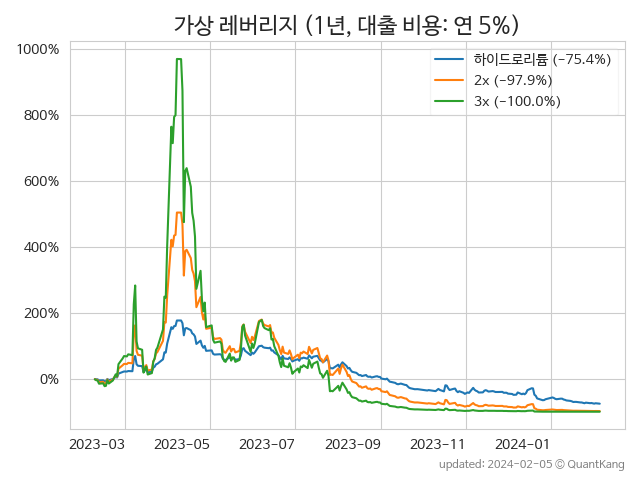 가상 레버리지 (1년, 대출 비용: 연 5%)
1000%
800%
600%
400%
200%
0%
하이드로리튬 (-75.4%)
2x (-97.9%)
3x (-100.0%)
2023-03 2023-05 2023-07 2023-09 2023-11 2024-01
updated: 2024-02-05 © QuantKang